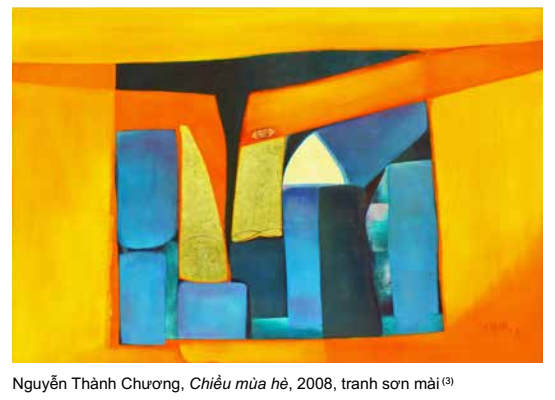 Nguyễn Thành Chương, Chiều mùa hè, 2008, tranh sơn mài (3)